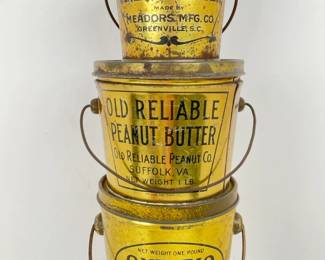 MADE BY
MEADORS MFG. CO.
GREENVILLE, S.C.
OLD RELIABLE
PEANUT BUTTER
OLD RELIABLE PEANUT CO.
SUFFOLK, VA.
NET WEIGHT 1 LB.
NET WEIGHT ONE POUND